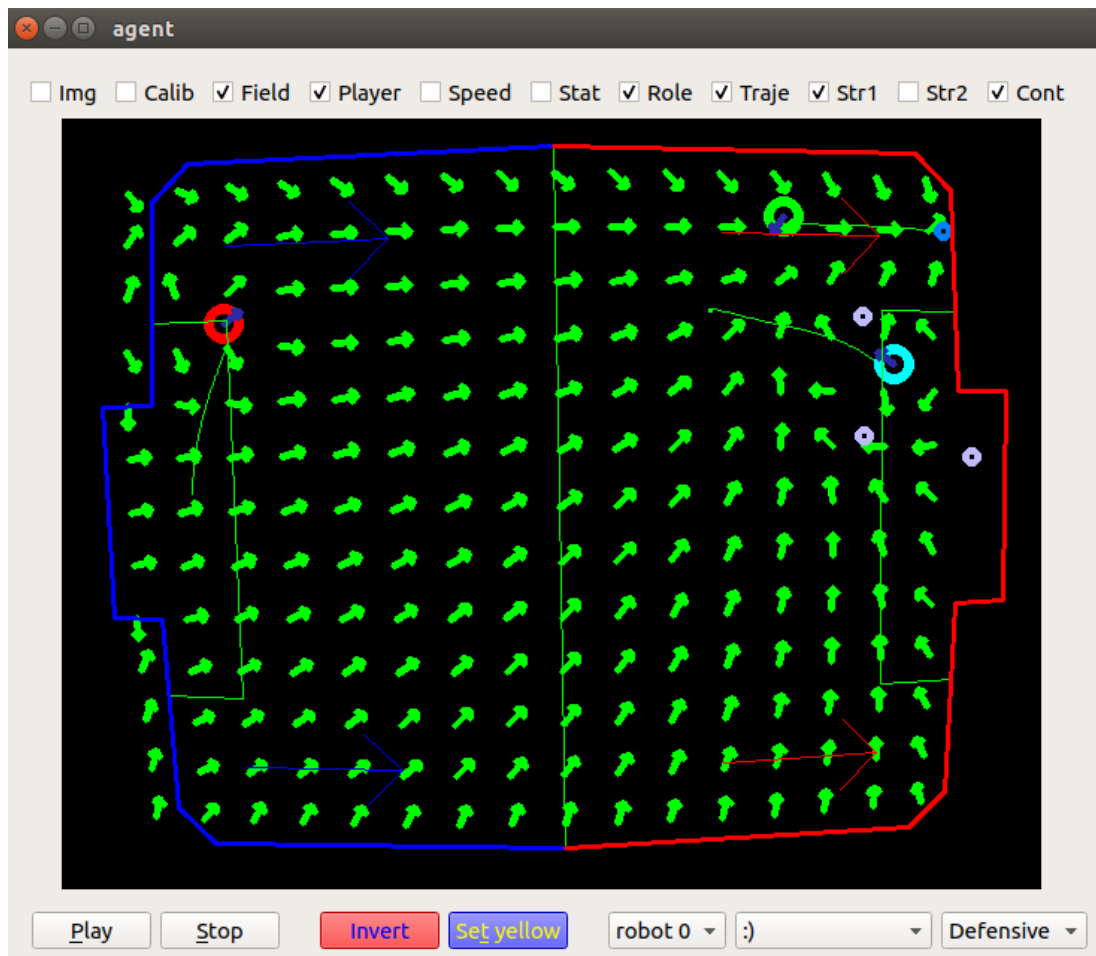 agent
Img Calib Field Player Speed Stat Role Traje Str1 Str2 Cont
Play Stop Invert Set yellow robot 0 :) Defensive